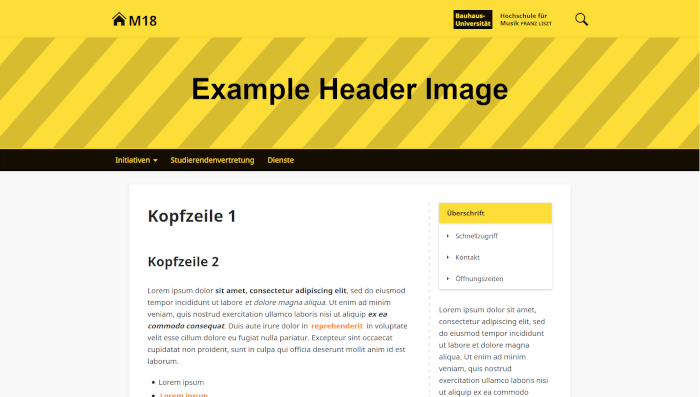 M18
Bauhaus-
Universität
Hochschule für
Musik FRANZ LISZT
Example Header Image
Initiativen
Studierendenvertretung
Dienste
Kopfzeile 1
Kopfzeile 2
Lorem ipsum dolor sit amet, consectetur adipiscing elit, sed do eiusmod
tempor incididunt ut labore et dolore magna aliqua. Ut enim ad minim
veniam, quis nostrud exercitation ullamco laboris nisi ut aliquip ex ea
commodo consequat. Duis aute irure dolor in reprehenderit in voluptate
velit esse cillum dolore eu fugiat nulla pariatur. Excepteur sint occaecat
cupidatat non proident, sunt in culpa qui officia deserunt mollit anim id est
laborum.
Lorem ipsum
Lorem ipsum
Überschrift
Schnellzugriff
Kontakt
Öffnungszeiten
Lorem ipsum dolor sit amet,
consectetur adipiscing elit,
sed do eiusmod tempor
incididunt ut labore
ut labore et dolore magna
aliqua. Ut enim ad minim
veniam, quis nostrud
exercitation ullamco laboris nisi
ut aliquip ex ea commodo